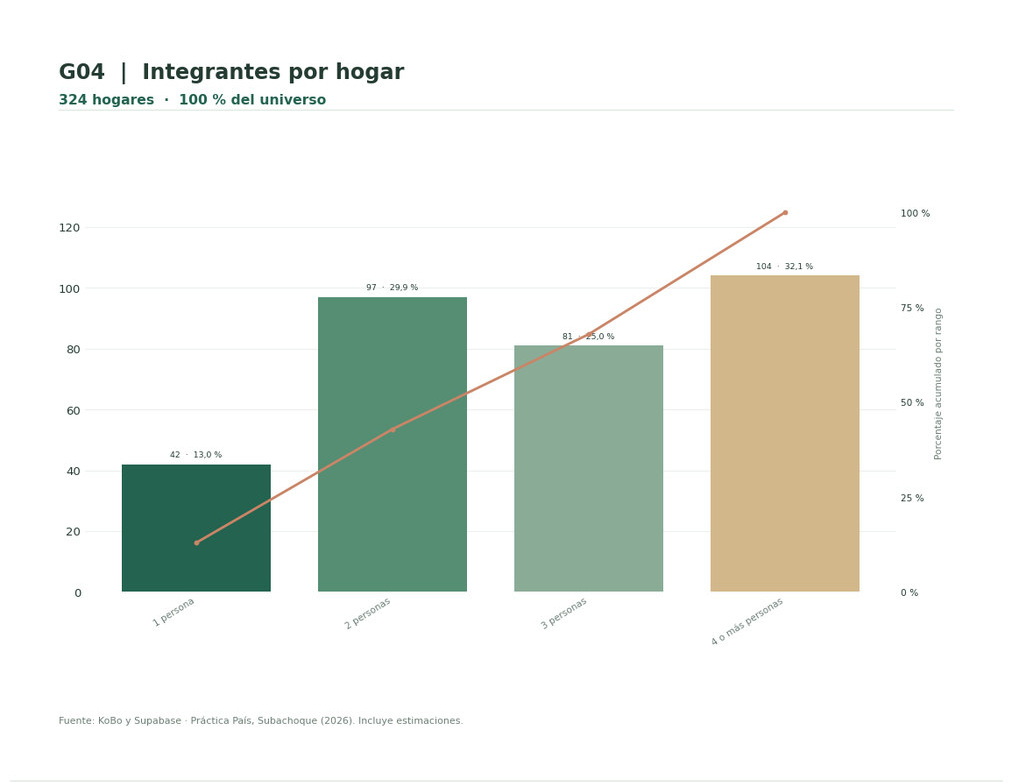 G04 | Integrantes por hogar
324 hogares · 100 % del universo
120
100
80
60
40
20
0
42 · 13,0 %
97 · 29,9 %
81 · 25,0 %
104 · 32,1 %
100 %
75 %
50 %
25 %
0 %
Porcentaje acumulado por rango
1 persona
2 personas
3 personas
4 o más personas
Fuente: KoBo y Supabase · Práctica País, Subachoque (2026). Incluye estimaciones.